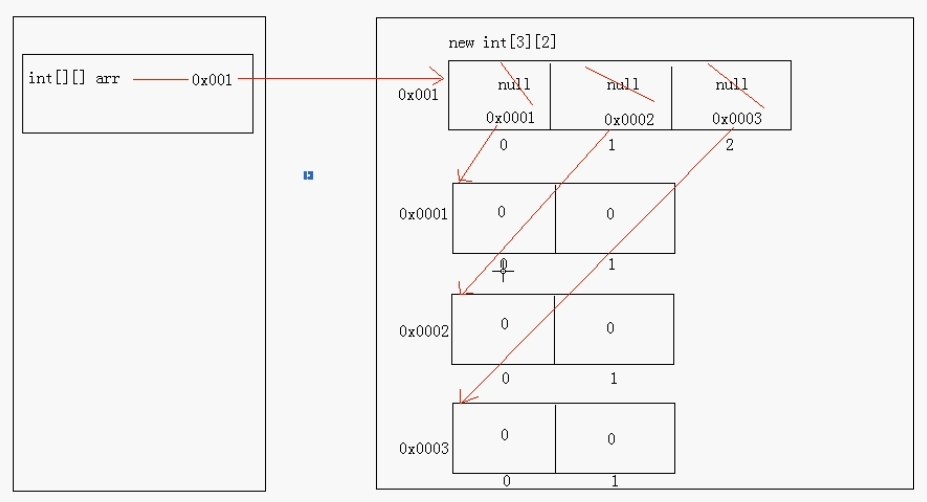 new int[3][2]
int[][] arr 0x001
null null null
0x001
0x0001 0x0002 0x0003
0 1 2
0x0001 0 0
0 1
0x0002 0 0
0 1
0x0003 0 0
0 1